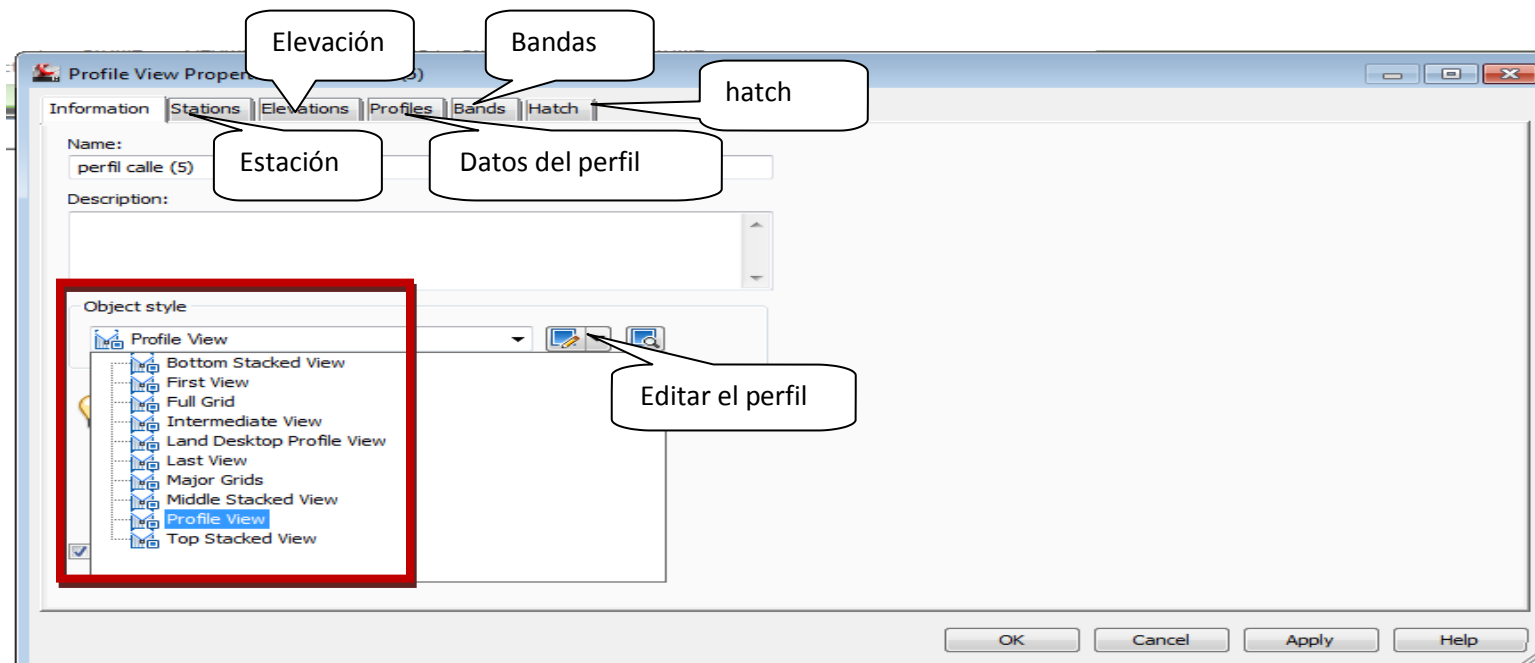 Elevación
Bandas
hatch
Profile View Proper
(5)
Information Stations Elevations Profiles Bands Hatch
Name:
perfil calle (5)
Estación
Datos del perfil
Description:
Object style
Profile View
Bottom Stacked View
First View
Full Grid
Intermediate View
Land Desktop Profile View
Last View
Major Grids
Middle Stacked View
Profile View
Top Stacked View
Editar el perfil
OK Cancel Apply Help